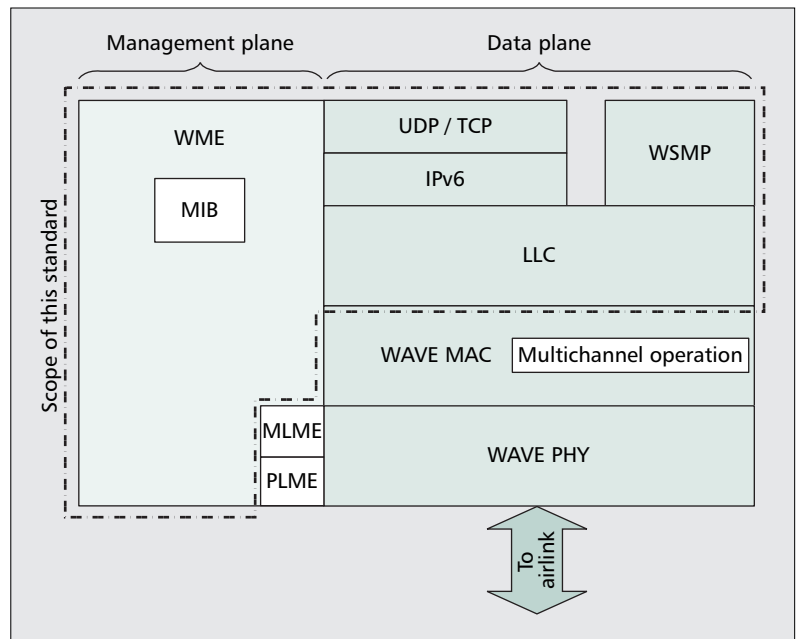 Management plane
Data plane
Scope of this standard
WME
MIB
UDP / TCP
IPv6
WSMP
LLC
WAVE MAC
Multichannel operation
MLME
PLME
WAVE PHY
To
airlink